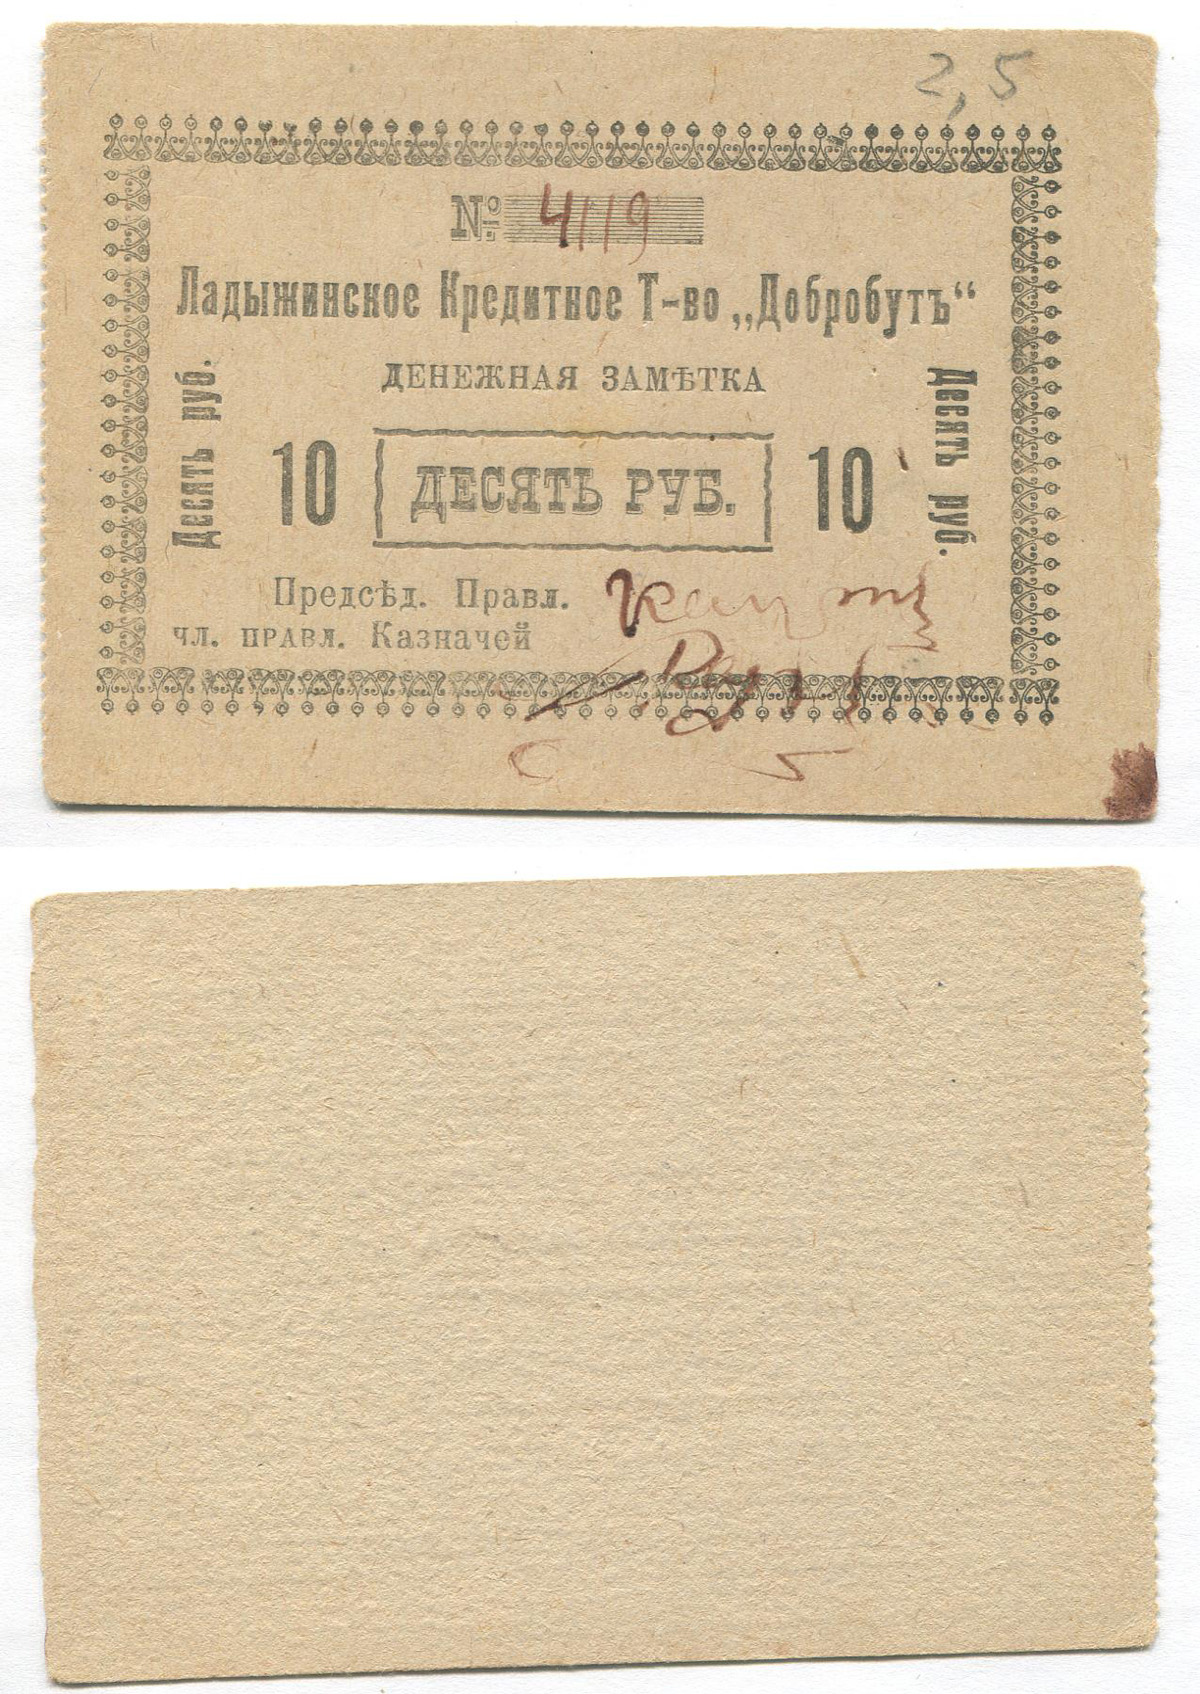 2,5
№ 4119
Ладыжинское Кредитное Т-во „Добробутъ“
ДЕНЕЖНАЯ ЗАМѢТКА
Десять руб.
10
ДЕСЯТЬ РУБ.
10
Десять руб.
Предсѣд. Правл.
чл. ПРАВЛ. Казначей